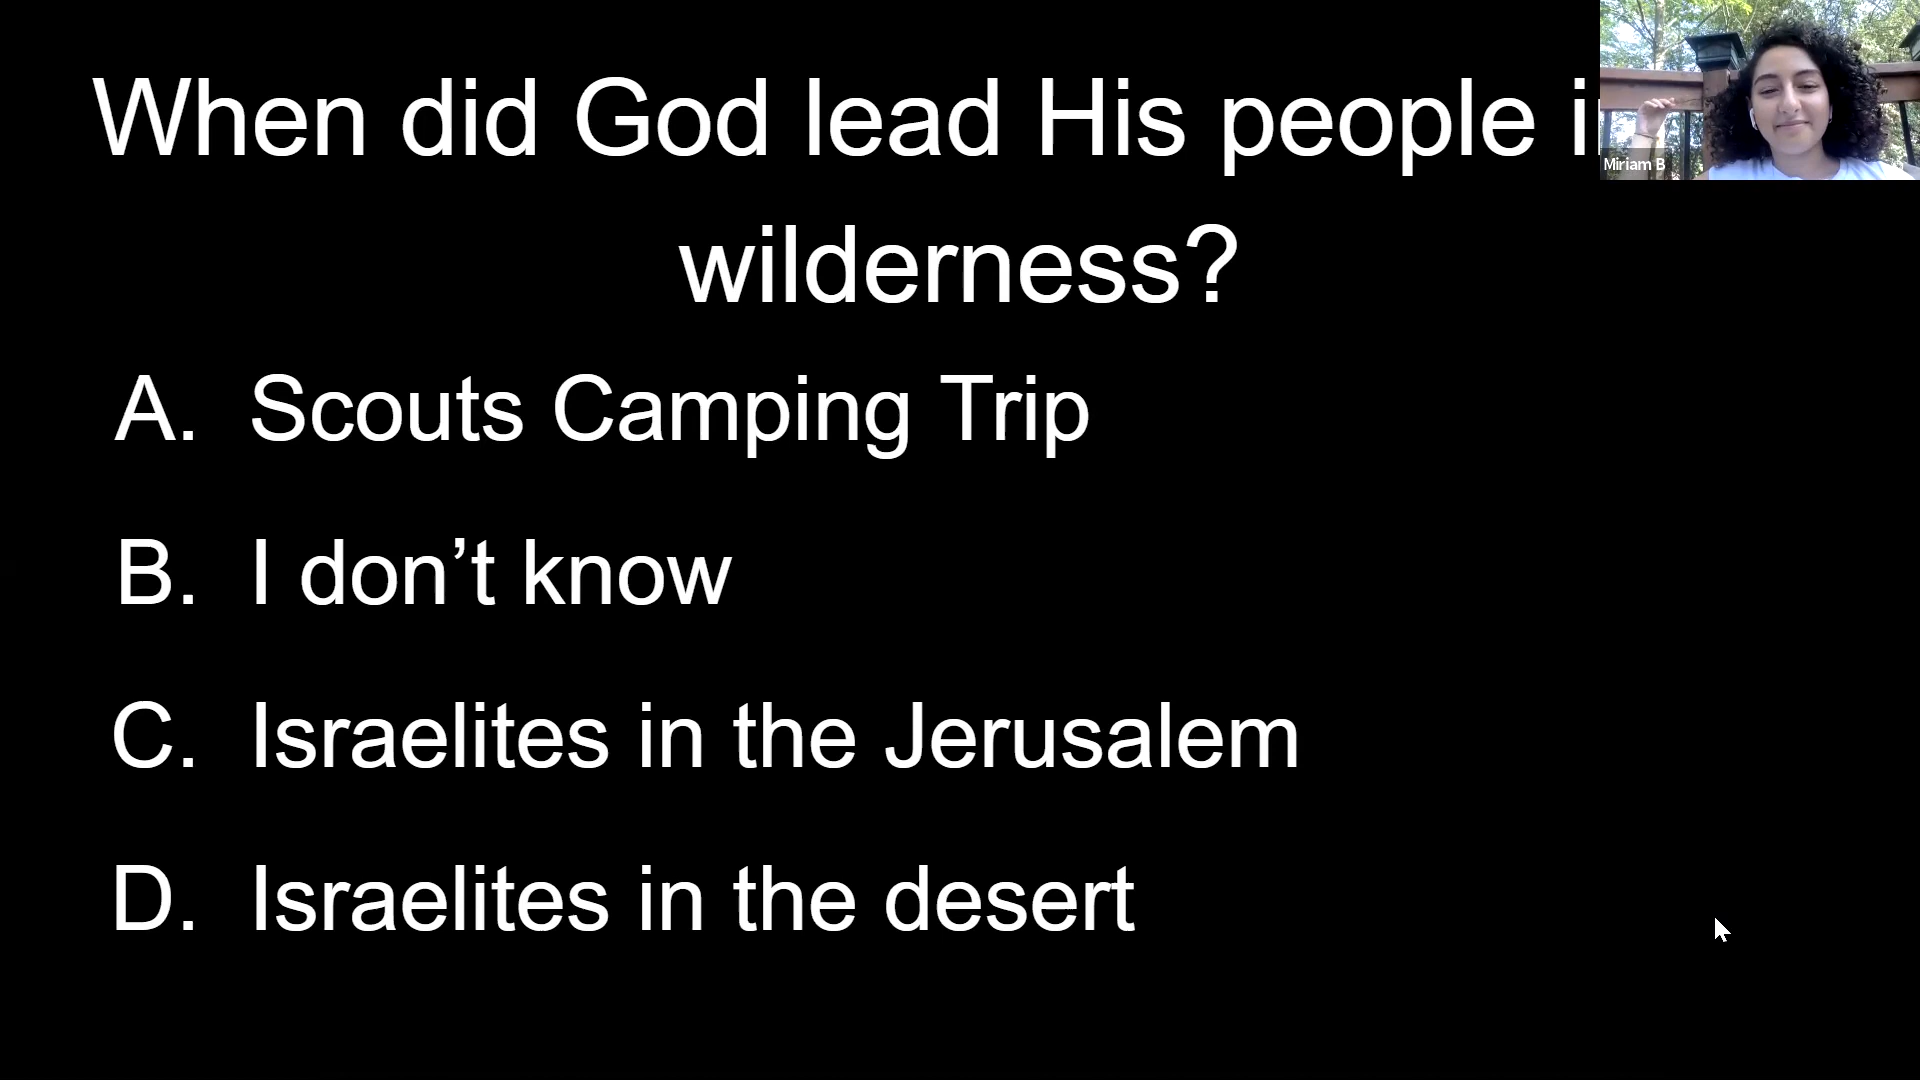 When did God lead His people
wilderness?
A. Scouts Camping Trip
B. I don’t know
C. Israelites in the Jerusalem
D. Israelites in the desert
Miriam B